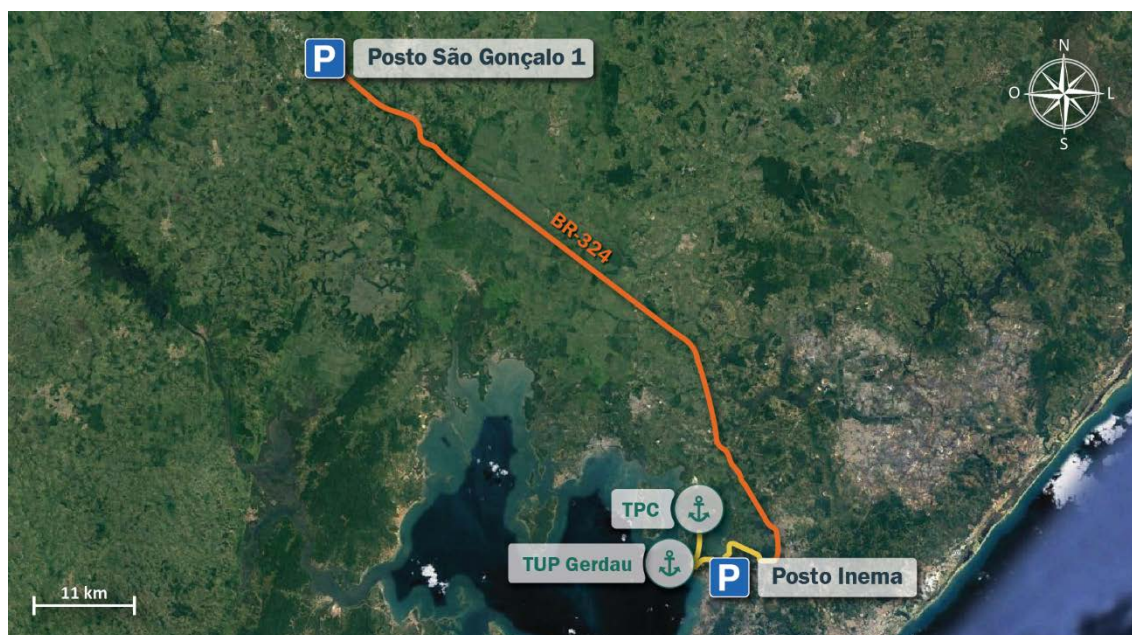 P Posto São Gonçalo 1
N
O L
S
BR-324
TPC
TUP Gerdau
P Posto Inema
11 km